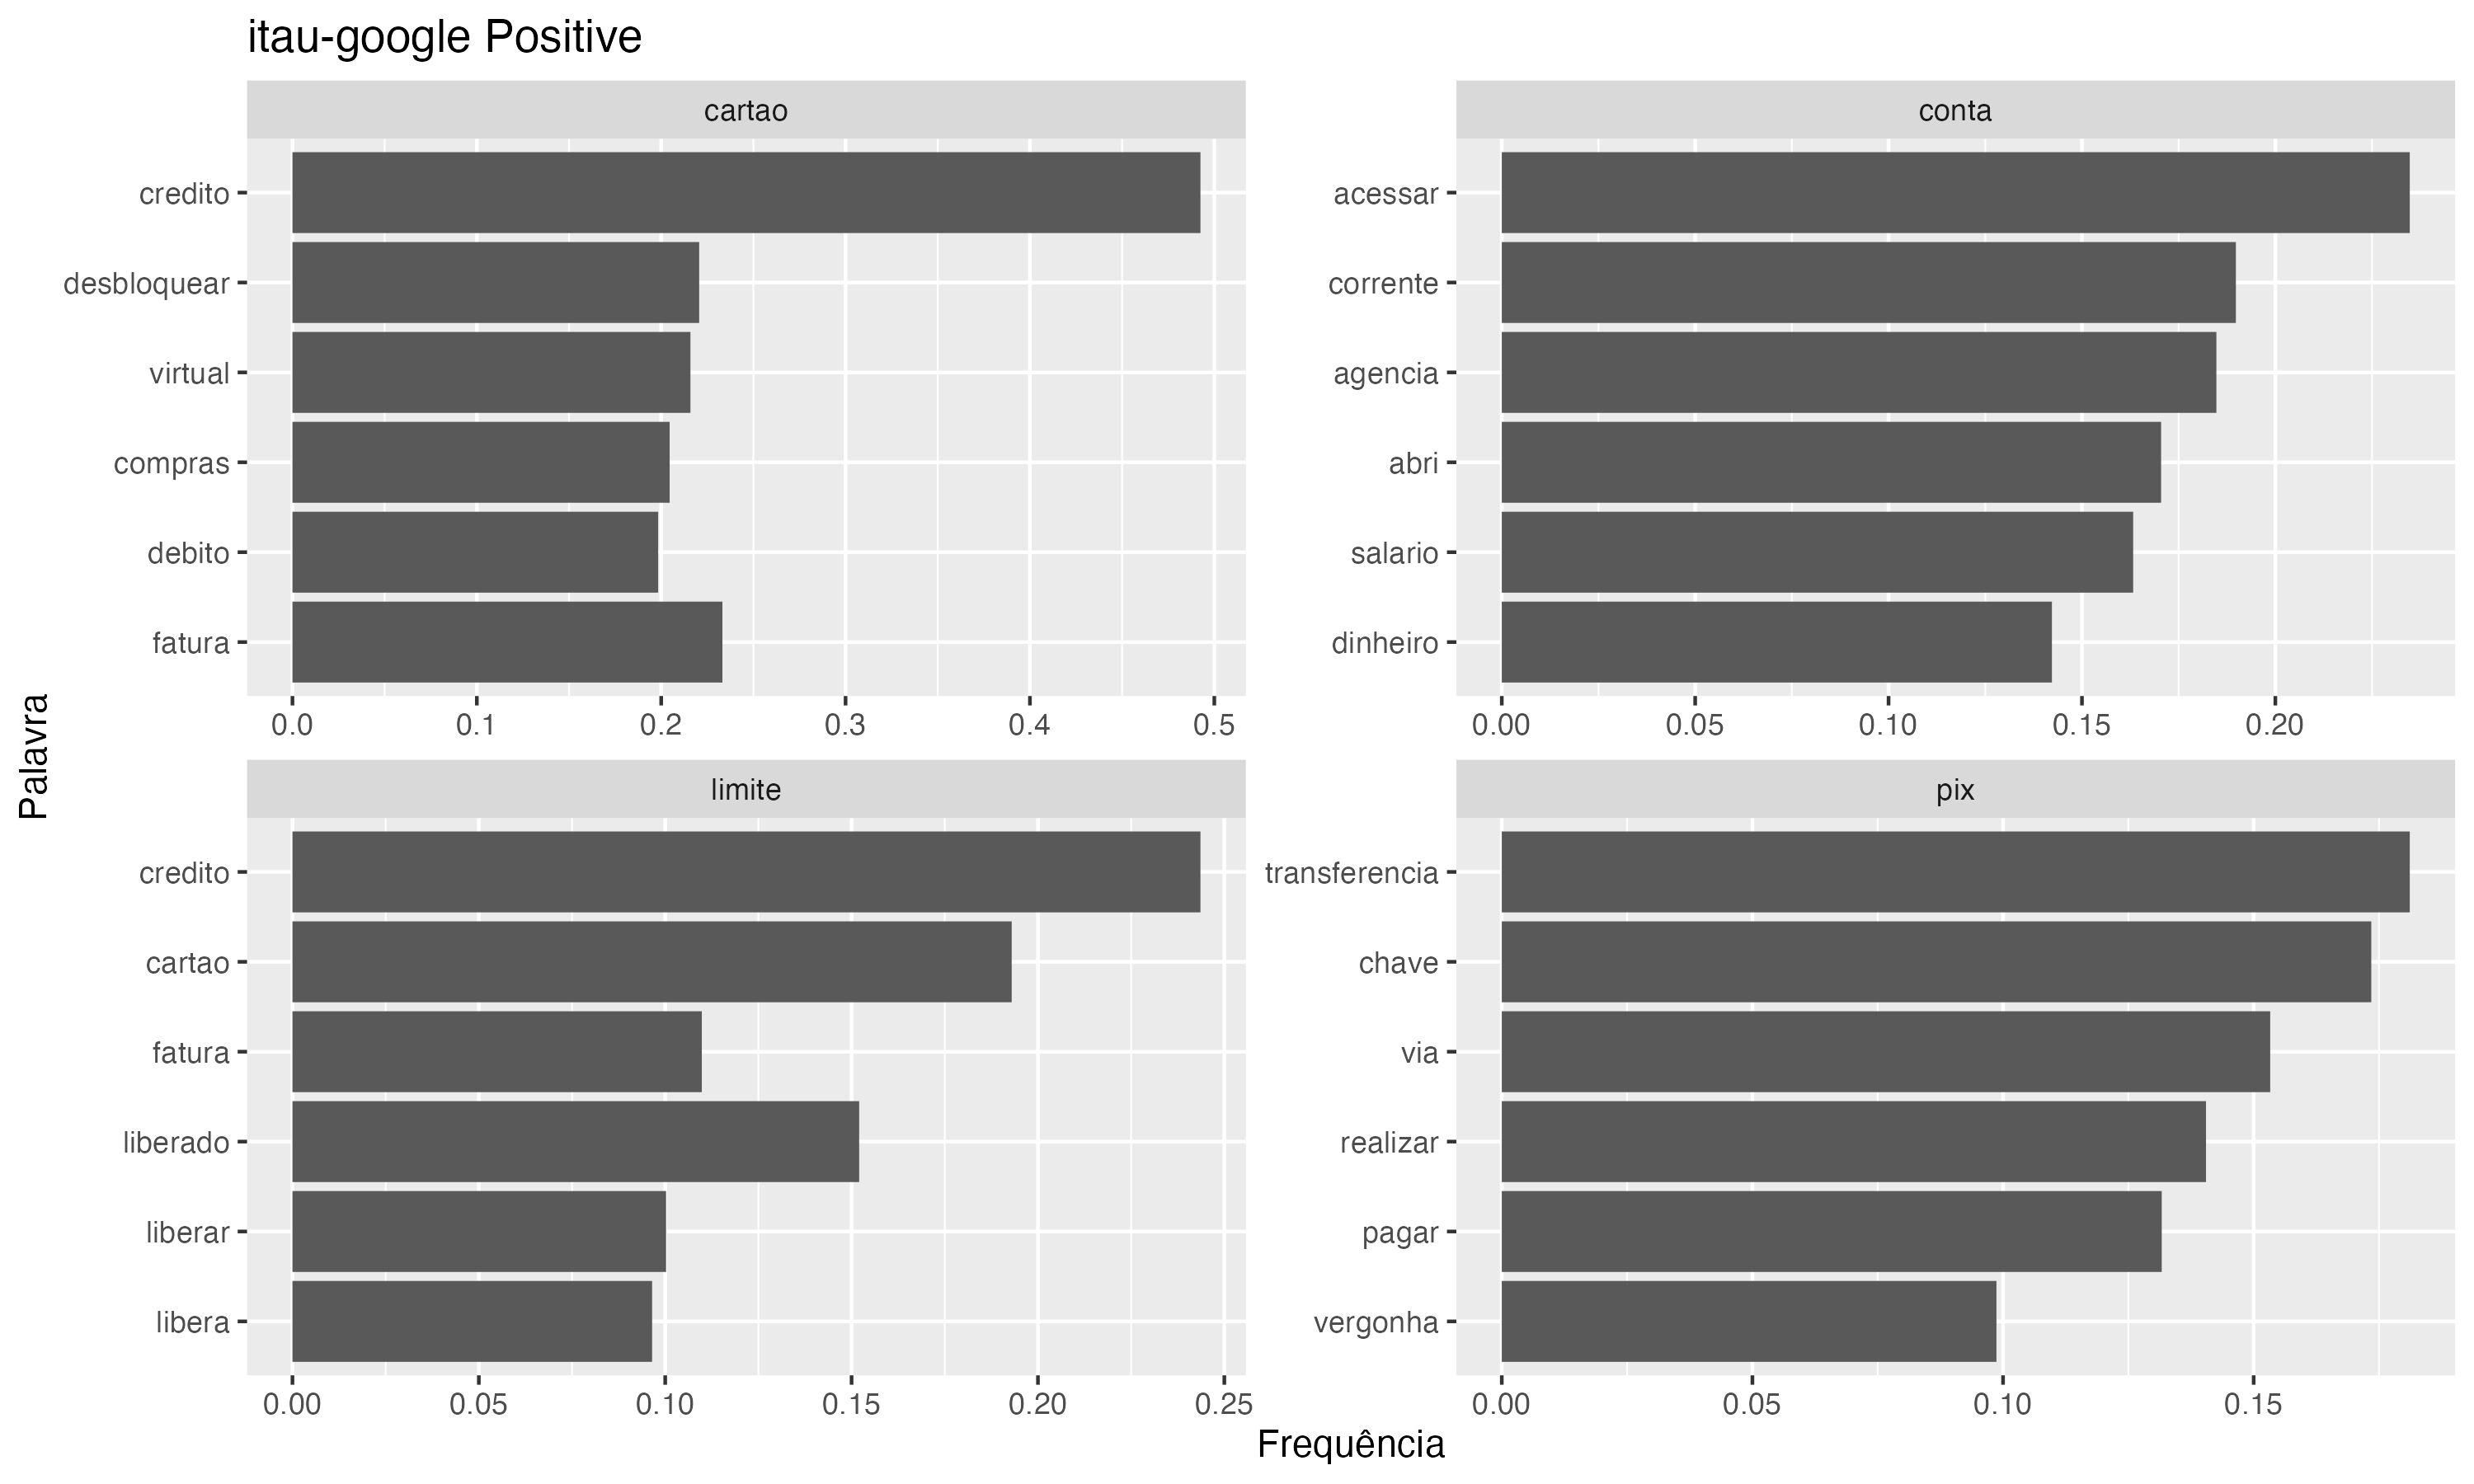 itau-google Positive
cartao
credito
desbloquear
virtual
compras
debito
fatura
0.0 0.1 0.2 0.3 0.4 0.5
conta
acessar
corrente
agencia
abri
salario
dinheiro
0.00 0.05 0.10 0.15 0.20
Palavra
limite
credito
cartao
fatura
liberado
liberar
libera
0.00 0.05 0.10 0.15 0.20 0.25
pix
transferencia
chave
via
realizar
pagar
vergonha
0.00 0.05 0.10 0.15
Frequência